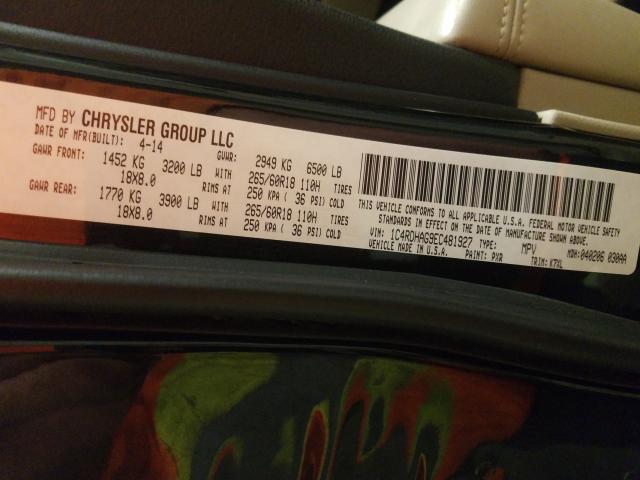 MFD BY CHRYSLER GROUP LLC
DATE OF MFR(BUILT): 4-14 GVWR: 2949 KG 6500 LB
GAWR FRONT: 1452 KG 3200 LB WITH 265/60R18 110H TIRES
18X8.0 RIMS AT 250 KPA ( 36 PSI) COLD
GAWR REAR: 1770 KG 3900 LB WITH 265/60R18 110H TIRES
18X8.0 RIMS AT 250 KPA ( 36 PSI) COLD
THIS VEHICLE CONFORMS TO ALL APPLICABLE U.S.A. FEDERAL MOTOR VEHICLE SAFETY
STANDARDS IN EFFECT ON THE DATE OF MANUFACTURE SHOWN ABOVE.
VIN: 1C4RDHAG9EC481927 TYPE: MPV MDH:040206 030AA
VEHICLE MADE IN U.S.A. PAINT: PXR TRIM: K7XL